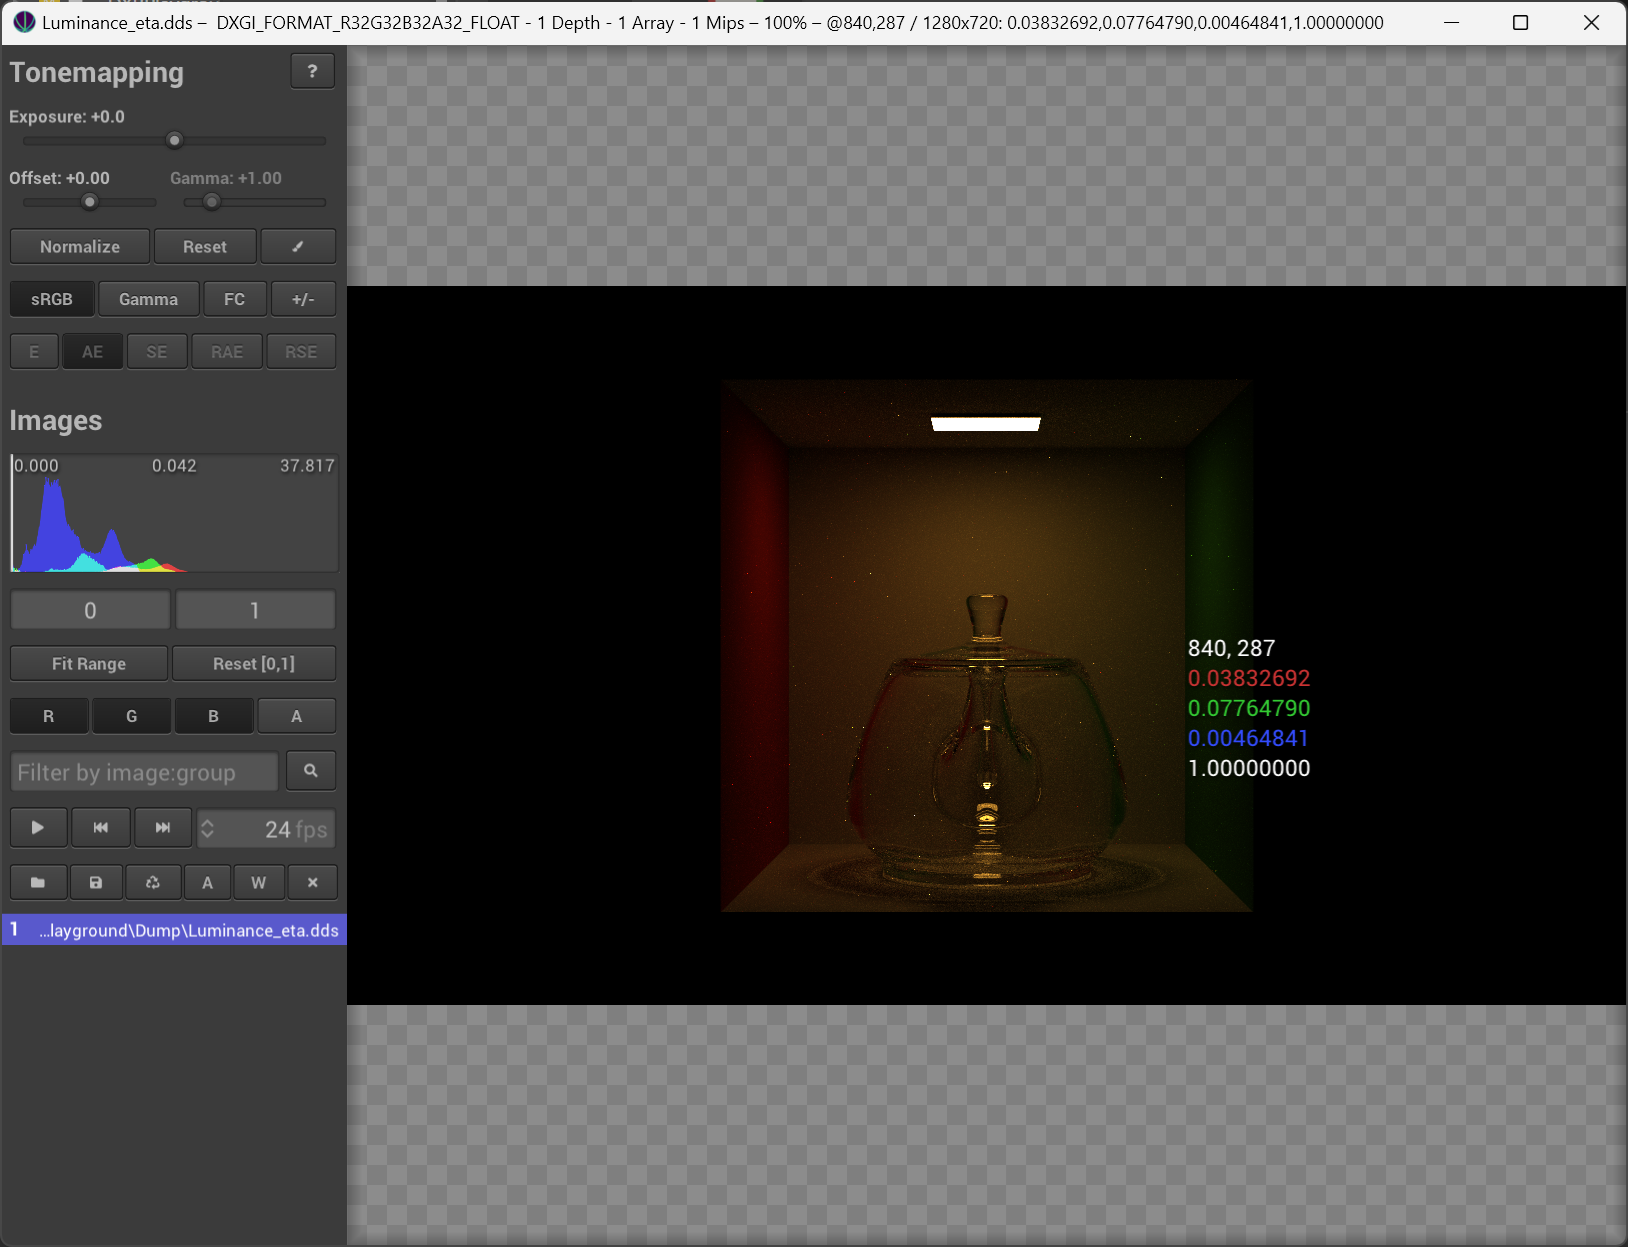 Luminance_eta.dds – DXGI_FORMAT_R32G32B32A32_FLOAT - 1 Depth - 1 Array - 1 Mips – 100% – @840,287 / 1280x720: 0.03832692,0.07764790,0.00464841,1.00000000
Tonemapping ?
Exposure: +0.0
Offset: +0.00 Gamma: +1.00
Normalize Reset
sRGB Gamma FC +/-
E AE SE RAE RSE
Images
0.000 0.042 37.817
0 1
Fit Range Reset [0,1]
R G B A
Filter by image:group
24 fps
A W
1 ...layground\Dump\Luminance_eta.dds
840, 287
0.03832692
0.07764790
0.00464841
1.00000000